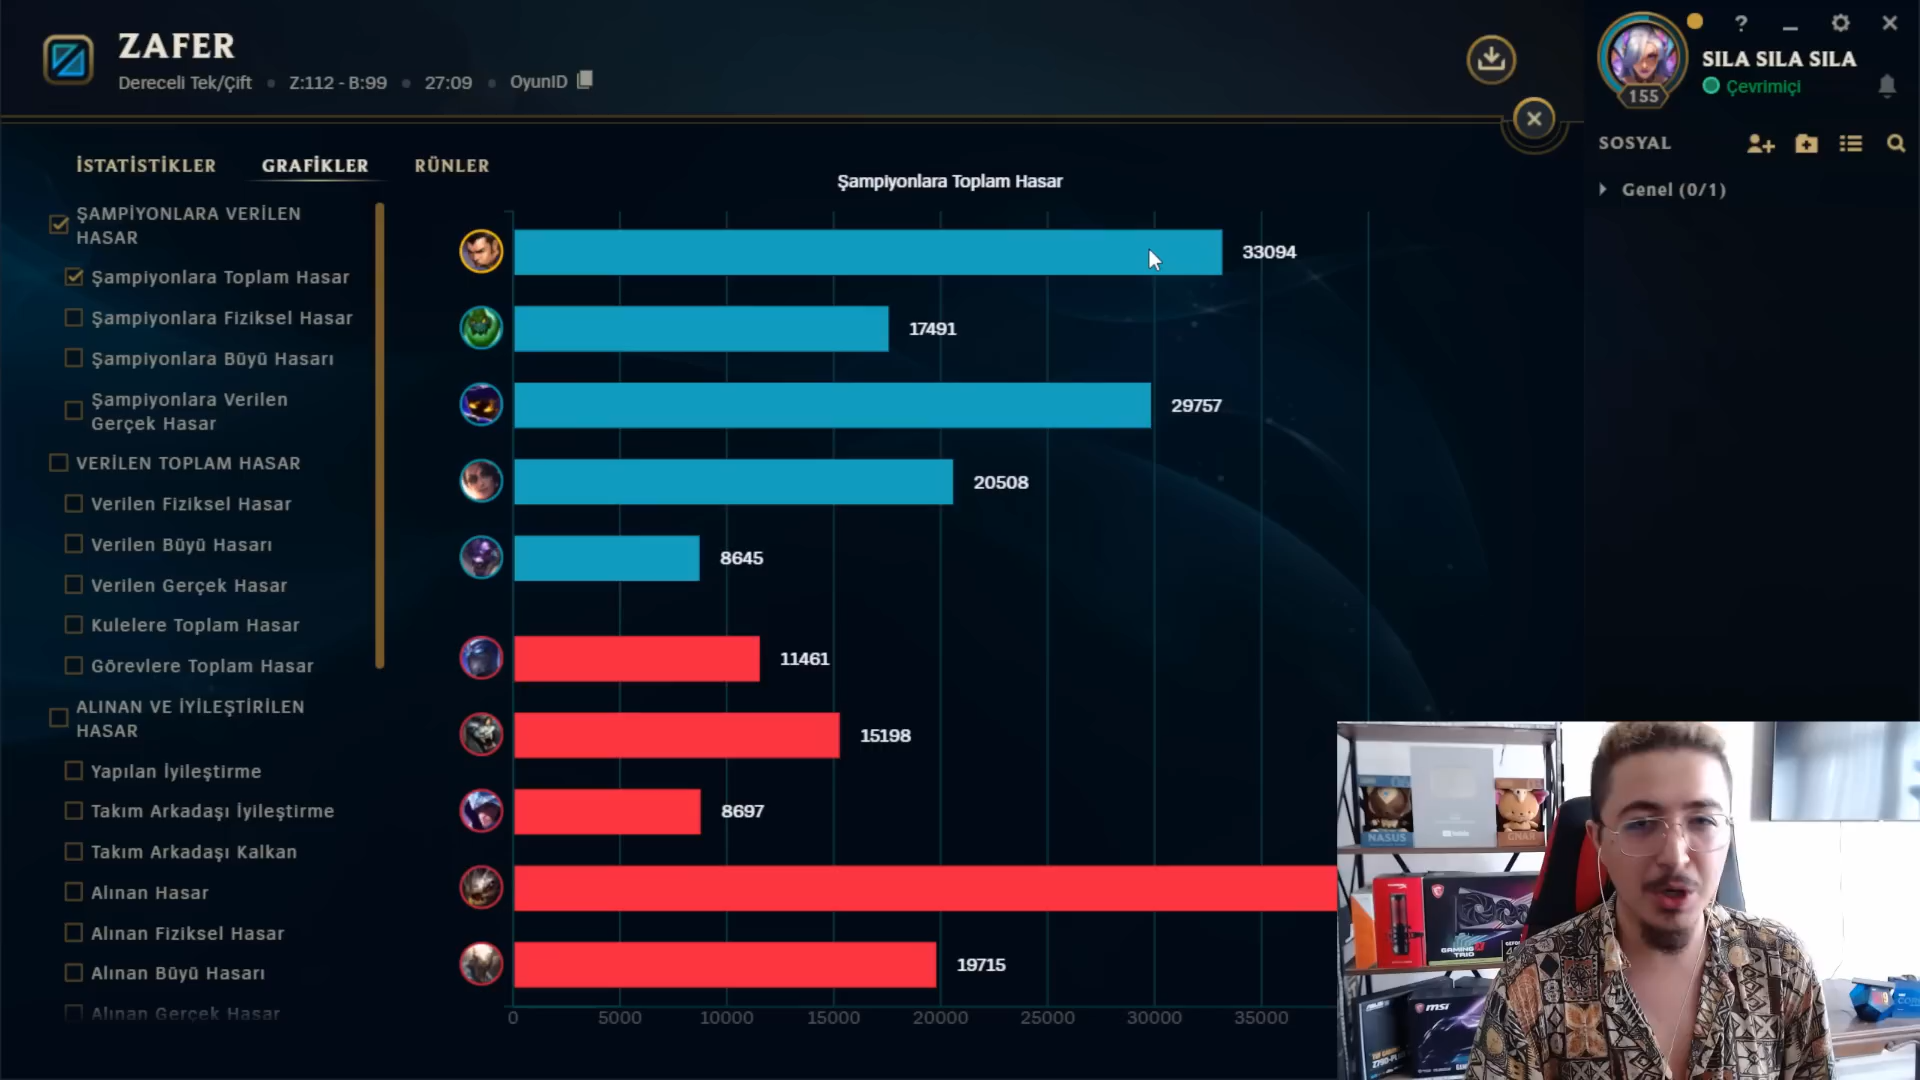 ZAFER
Dereceli Tek/Çift • Z:112 - B:99 • 27:09 • OyunID
SILA SILA SILA
Çevrimiçi
155
SOSYAL
Genel (0/1)
İSTATİSTİKLER GRAFİKLER RÜNLER
ŞAMPİYONLARA VERİLEN
HASAR
Şampiyonlara Toplam Hasar
Şampiyonlara Fiziksel Hasar
Şampiyonlara Büyü Hasarı
Şampiyonlara Verilen
Gerçek Hasar
VERİLEN TOPLAM HASAR
Verilen Fiziksel Hasar
Verilen Büyü Hasarı
Verilen Gerçek Hasar
Kulelere Toplam Hasar
Görevlere Toplam Hasar
ALINAN VE İYİLEŞTİRİLEN
HASAR
Yapılan İyileştirme
Takım Arkadaşı İyileştirme
Takım Arkadaşı Kalkan
Alınan Hasar
Alınan Fiziksel Hasar
Alınan Büyü Hasarı
Alınan Gerçek Hasar
Şampiyonlara Toplam Hasar
33094
17491
29757
20508
8645
11461
15198
8697
19715
0 5000 10000 15000 20000 25000 30000 35000
NASUS
GAMING X
TRIO
msi